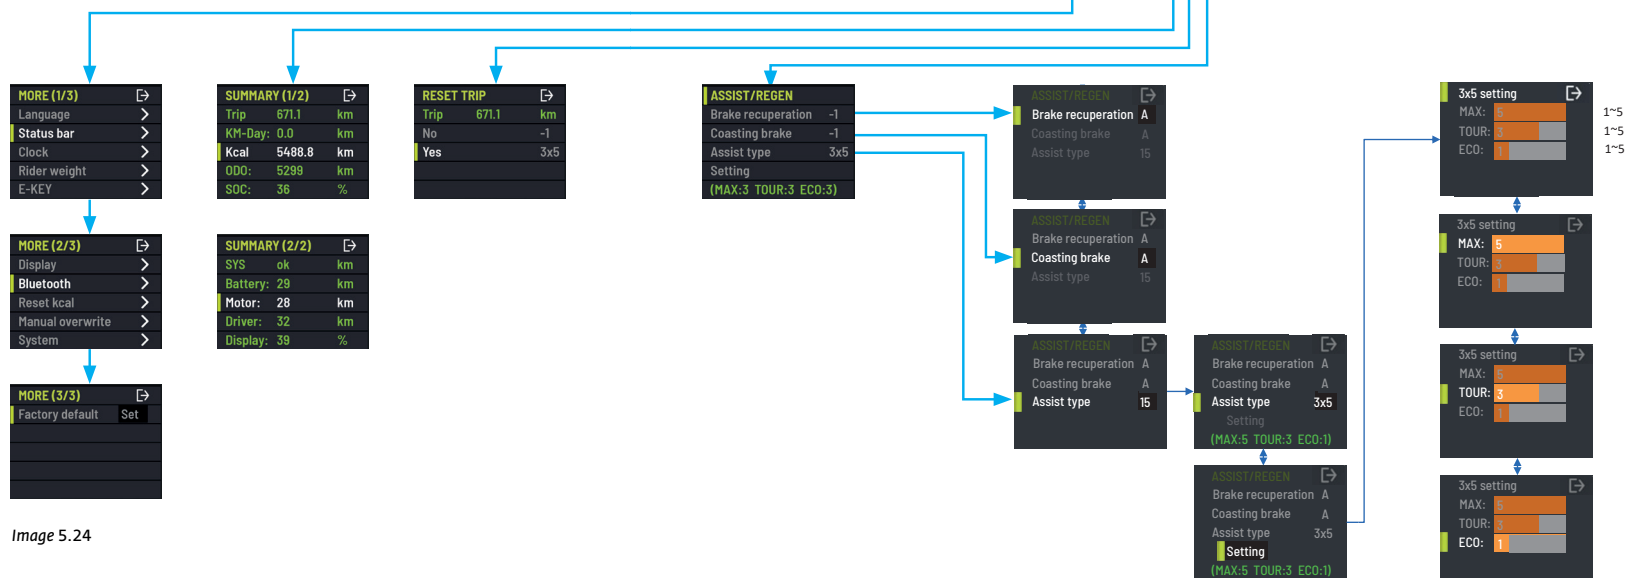 MORE (1/3)
Language
Status bar
Clock
Rider weight
E-KEY
MORE (2/3)
Display
Bluetooth
Reset kcal
Manual overwrite
System
MORE (3/3)
Factory default Set
SUMMARY (1/2)
Trip 671.1 km
KM-Day: 0.0 km
Kcal 5488.8 km
ODO: 5299 km
SOC: 36 %
SUMMARY (2/2)
SYS ok km
Battery: 29 km
Motor: 28 km
Driver: 32 km
Display: 39 %
RESET TRIP
Trip 671.1 km
No -1
Yes 3x5
ASSIST/REGEN
Brake recuperation -1
Coasting brake -1
Assist type 3x5
Setting
(MAX:3 TOUR:3 ECO:3)
ASSIST/REGEN
Brake recuperation A
Coasting brake A
Assist type 15
ASSIST/REGEN
Brake recuperation A
Coasting brake A
Assist type 15
ASSIST/REGEN
Brake recuperation A
Coasting brake A
Assist type 15
ASSIST/REGEN
Brake recuperation A
Coasting brake A
Assist type 3x5
Setting
(MAX:5 TOUR:3 ECO:1)
ASSIST/REGEN
Brake recuperation A
Coasting brake A
Assist type 3x5
Setting
(MAX:5 TOUR:3 ECO:1)
3x5 setting
MAX: 5 1~5
TOUR: 3 1~5
ECO: 1 1~5
3x5 setting
MAX: 5
TOUR: 3
ECO: 1
3x5 setting
MAX: 5
TOUR: 3
ECO: 1
3x5 setting
MAX: 5
TOUR: 3
ECO: 1
Image 5.24